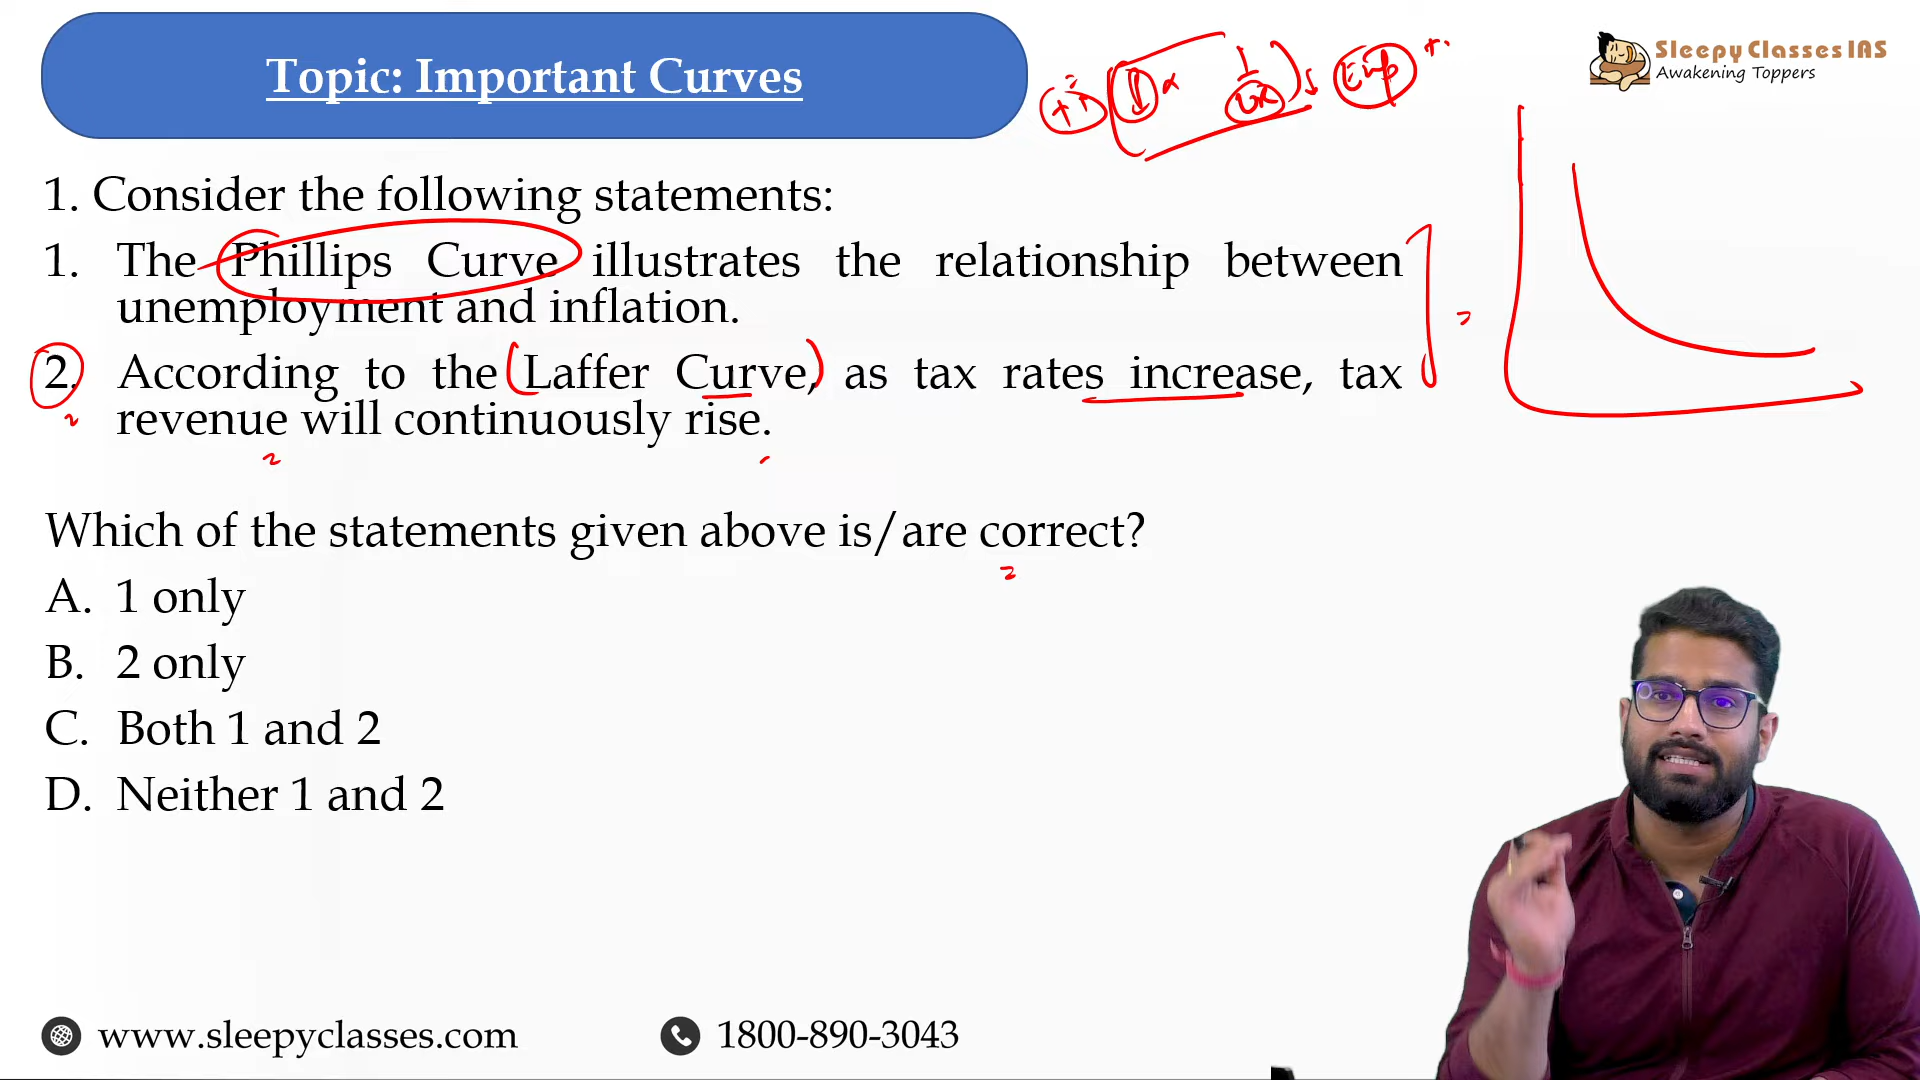 Topic: Important Curves
Sleepy Classes IAS
Awakening Toppers
1. Consider the following statements:
1. The Phillips Curve illustrates the relationship between
unemployment and inflation.
2. According to the Laffer Curve, as tax rates increase, tax
revenue will continuously rise.
Which of the statements given above is/are correct?
A. 1 only
B. 2 only
C. Both 1 and 2
D. Neither 1 and 2
www.sleepyclasses.com
1800-890-3043